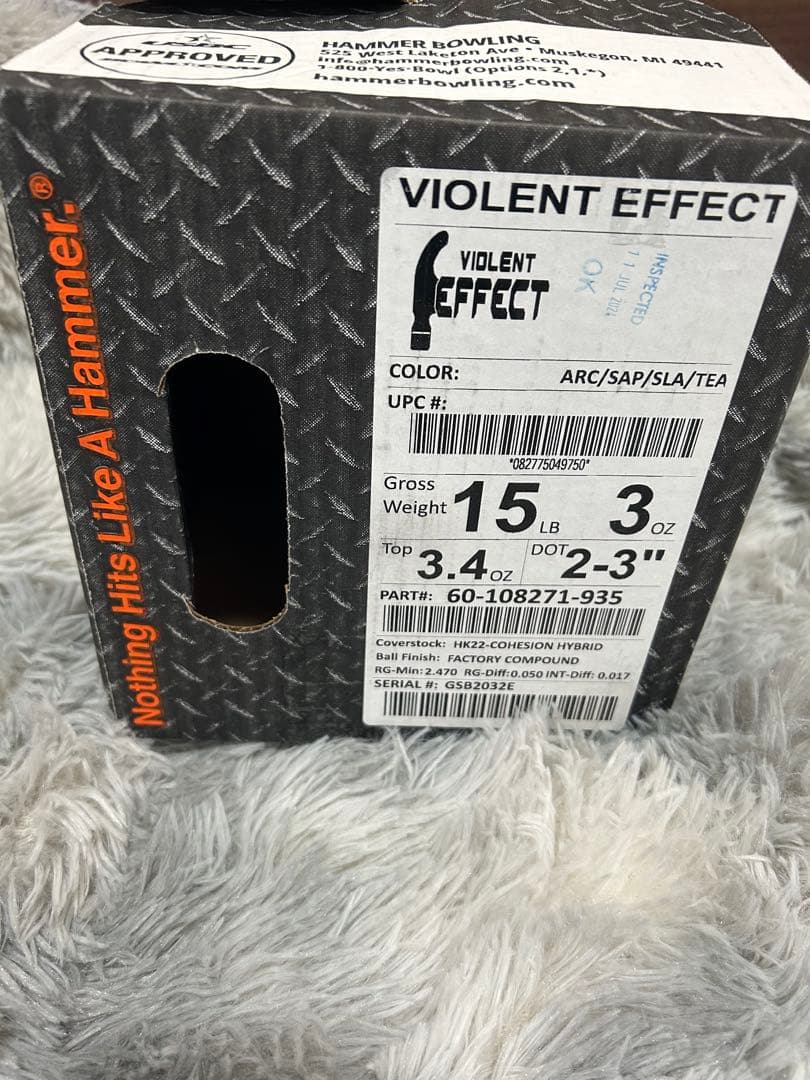 APPROVED
HAMMER BOWLING
525 West Laketon Ave • Muskegon, MI 49441
info@hammerbowling.com
1-800-Yes-Bowl (Options 2,1,*)
hammerbowling.com
Nothing Hits Like A Hammer.®
VIOLENT EFFECT
VIOLENT
EFFECT
OK
INSPECTED
11 JUL
COLOR: ARC/SAP/SLA/TEA
UPC #:
*082775049750*
Gross Weight 15 LB 3 OZ
Top 3.4 OZ DOT 2-3"
PART#: 60-108271-935
Coverstock: HK22-COHESION HYBRID
Ball Finish: FACTORY COMPOUND
RG-Min: 2.470 RG-Diff: 0.050 INT-Diff: 0.017
SERIAL #: GSB2032E